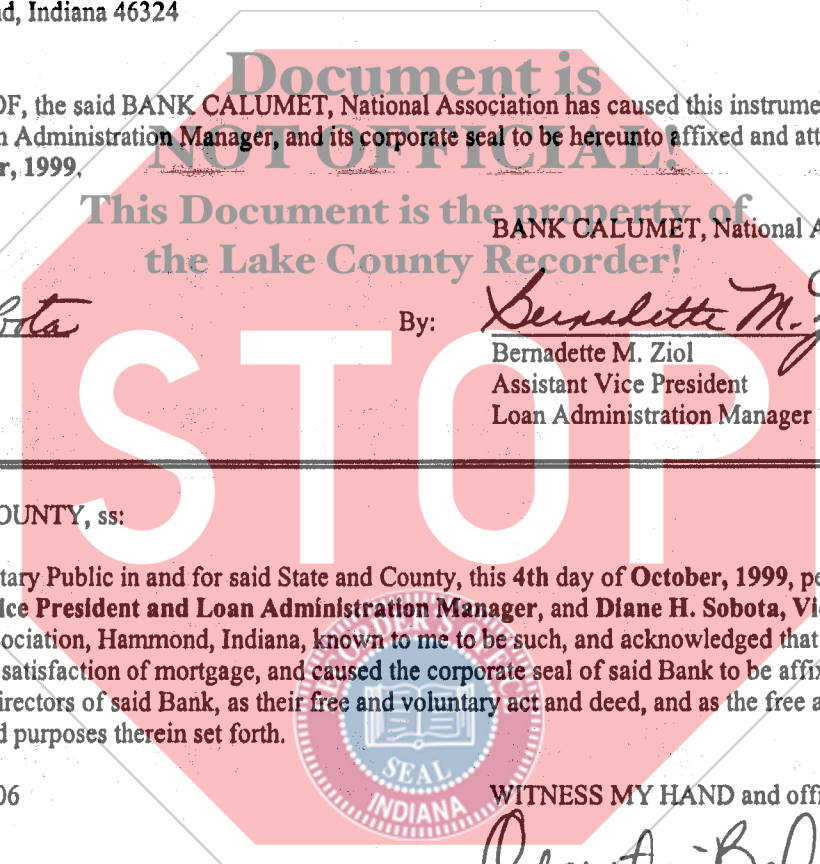 d, Indiana 46324
Document is
OF, the said BANK CALUMET, National Association has caused this instrume
n Administration Manager, and its corporate seal to be hereunto affixed and att
NOT OFFICIAL!
r, 1999,
This Document is the property of
BANK CALUMET, National A
the Lake County Recorder!
bota
By:
Bernadette M.
Bernadette M. Ziol
Assistant Vice President
Loan Administration Manager
STOP
OUNTY, ss:
tary Public in and for said State and County, this 4th day of October, 1999, pe
ice President and Loan Administration Manager, and Diane H. Sobota, Vi
ociation, Hammond, Indiana, known to me to be such, and acknowledged that
satisfaction of mortgage, and caused the corporate seal of said Bank to be affix
irectors of said Bank, as their free and voluntary act and deed, and as the free a
d purposes therein set forth.
SEAL
INDIANA
06
WITNESS MY HAND and offi